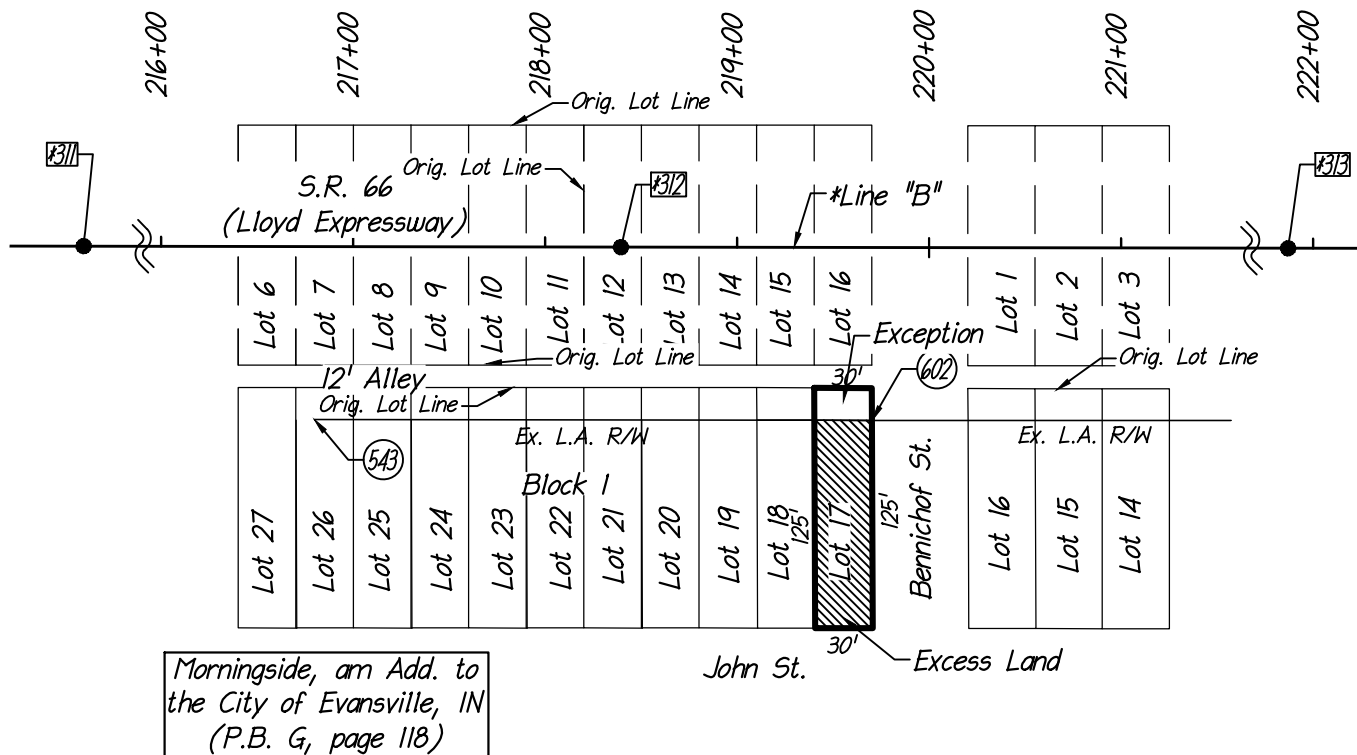 216+00
217+00
218+00
219+00
220+00
221+00
222+00
Orig. Lot Line
*311
S.R. 66
(Lloyd Expressway)
Orig. Lot Line
*312
*Line "B"
*313
Lot 6
Lot 7
Lot 8
Lot 9
Lot 10
Lot 11
Lot 12
Lot 13
Lot 14
Lot 15
Lot 16
Lot 1
Lot 2
Lot 3
Exception
Orig. Lot Line
Orig. Lot Line
12' Alley
30'
602
Orig. Lot Line
Ex. L.A. R/W
Ex. L.A. R/W
543
Block 1
Lot 27
Lot 26
Lot 25
Lot 24
Lot 23
Lot 22
Lot 21
Lot 20
Lot 19
Lot 18
125'
Lot 17
125'
Bennichof St.
Lot 16
Lot 15
Lot 14
30'
John St.
Excess Land
Morningside, am Add. to
the City of Evansville, IN
(P.B. G, page 118)